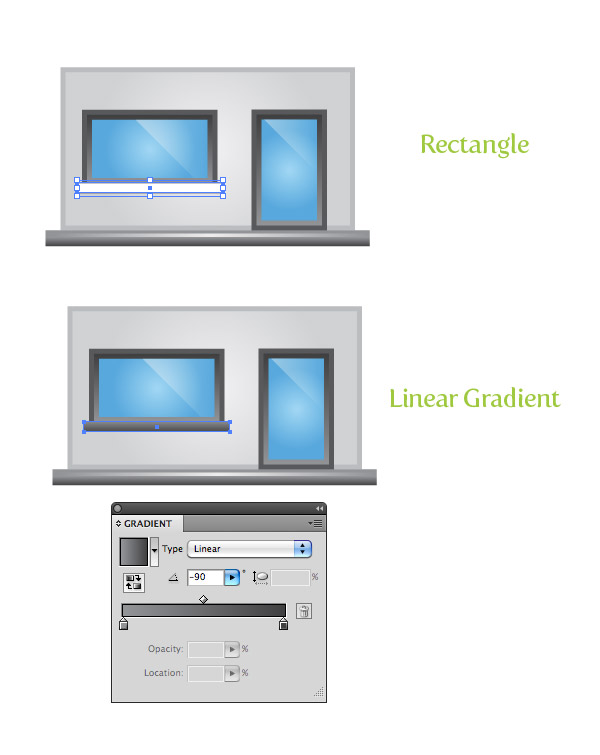 Rectangle
Linear Gradient
GRADIENT
Type Linear
-90 ° %
Opacity: %
Location: %